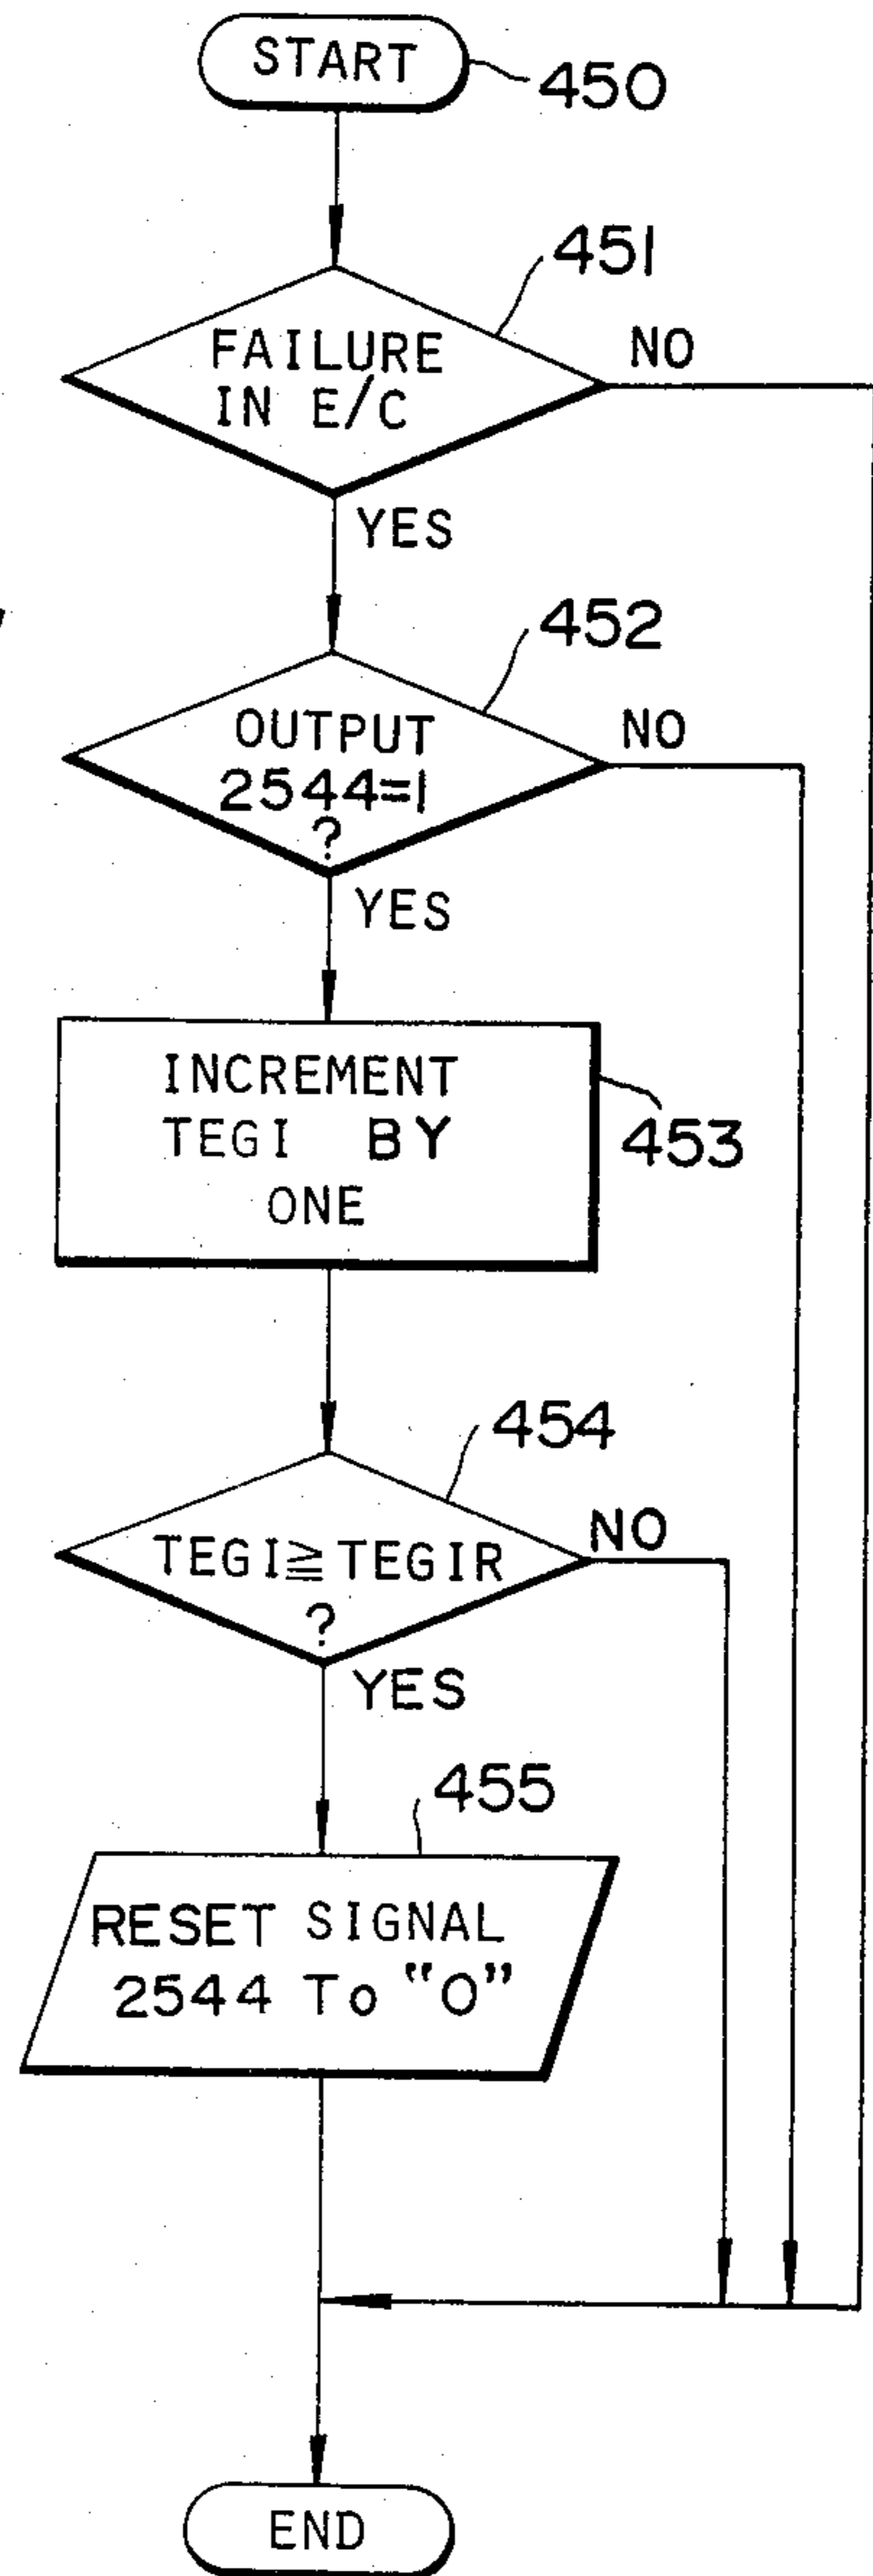 START
450
451
FAILURE
IN E/C
NO
YES
452
OUTPUT
2544=1
?
NO
YES
INCREMENT
TEGI BY
ONE
453
454
TEGI≧TEGIR
?
NO
YES
455
RESET SIGNAL
2544 To "O"
END